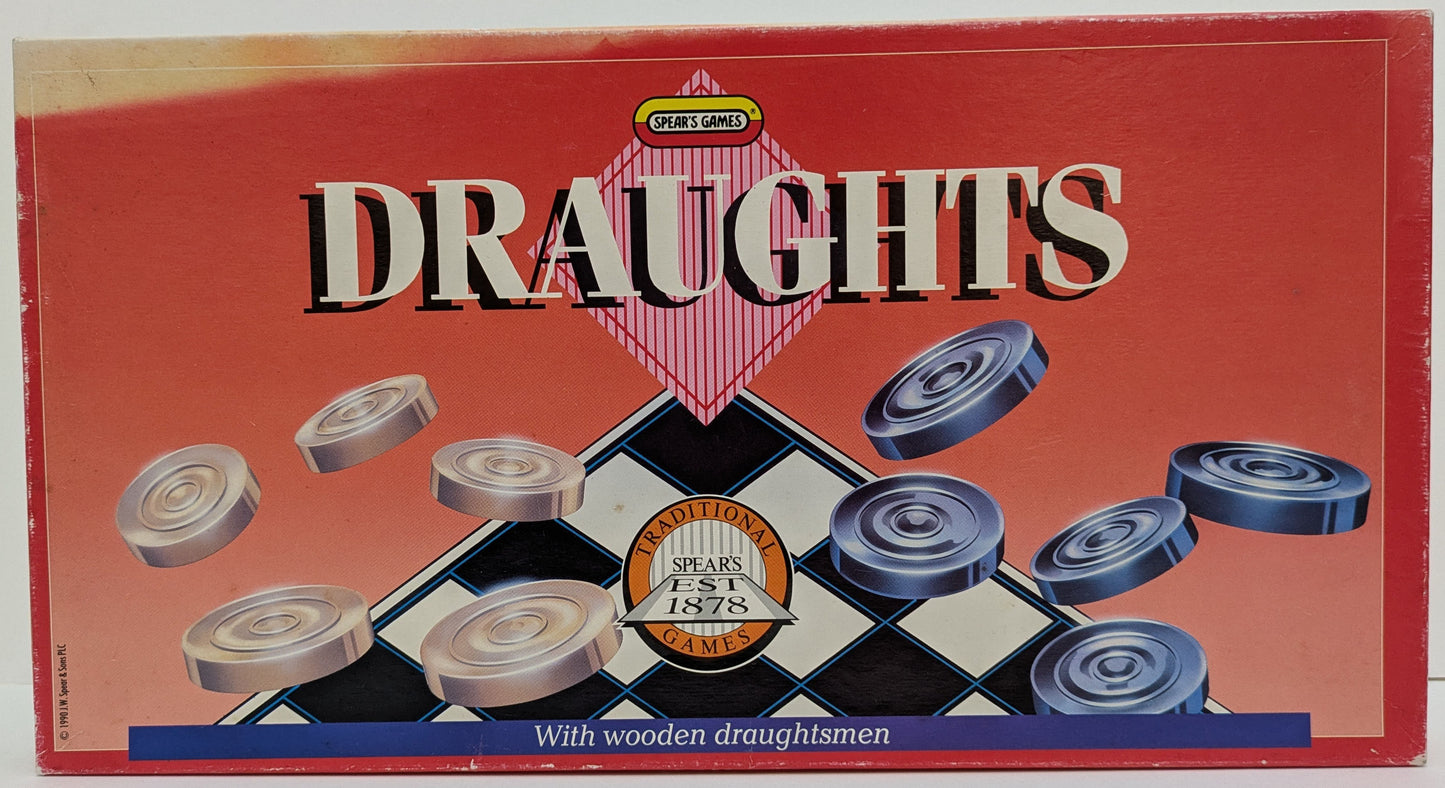 SPEAR'S GAMES®
DRAUGHTS
TRADITIONAL
SPEAR'S
EST
1878
GAMES
With wooden draughtsmen
© 1990 J.W. Spear & Sons PLC